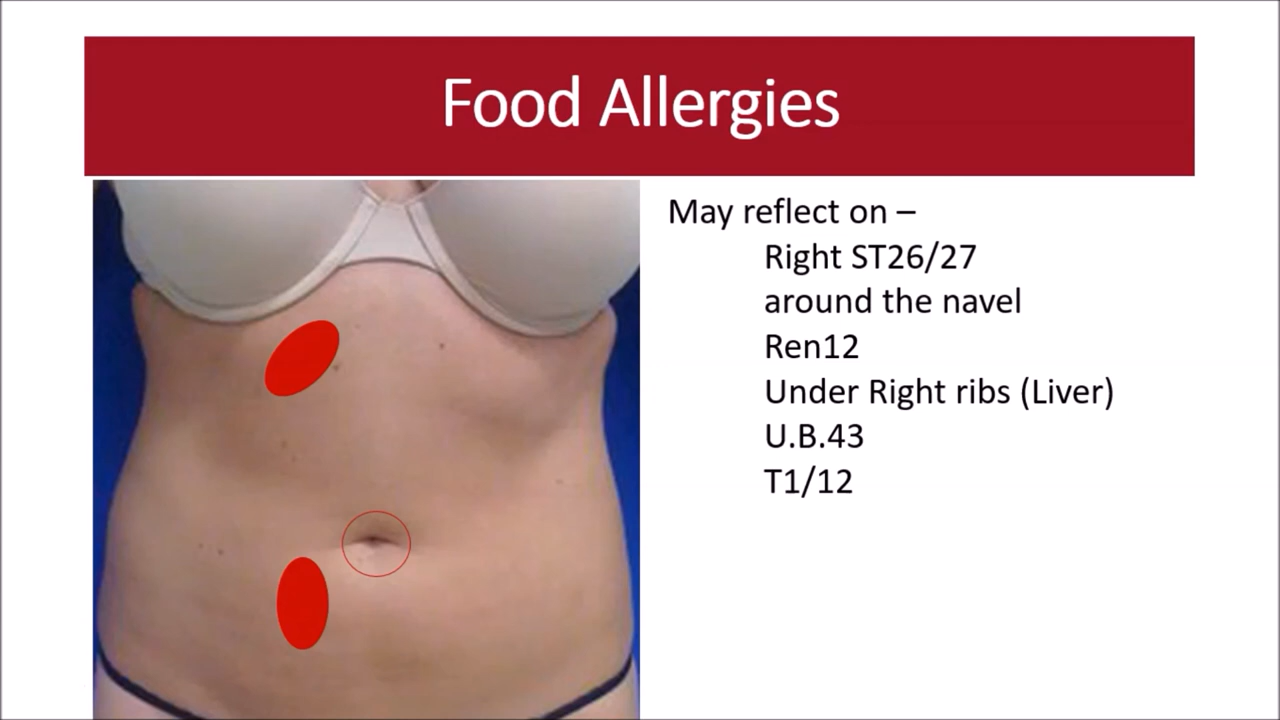 Food Allergies
May reflect on –
Right ST26/27
around the navel
Ren12
Under Right ribs (Liver)
U.B.43
T1/12